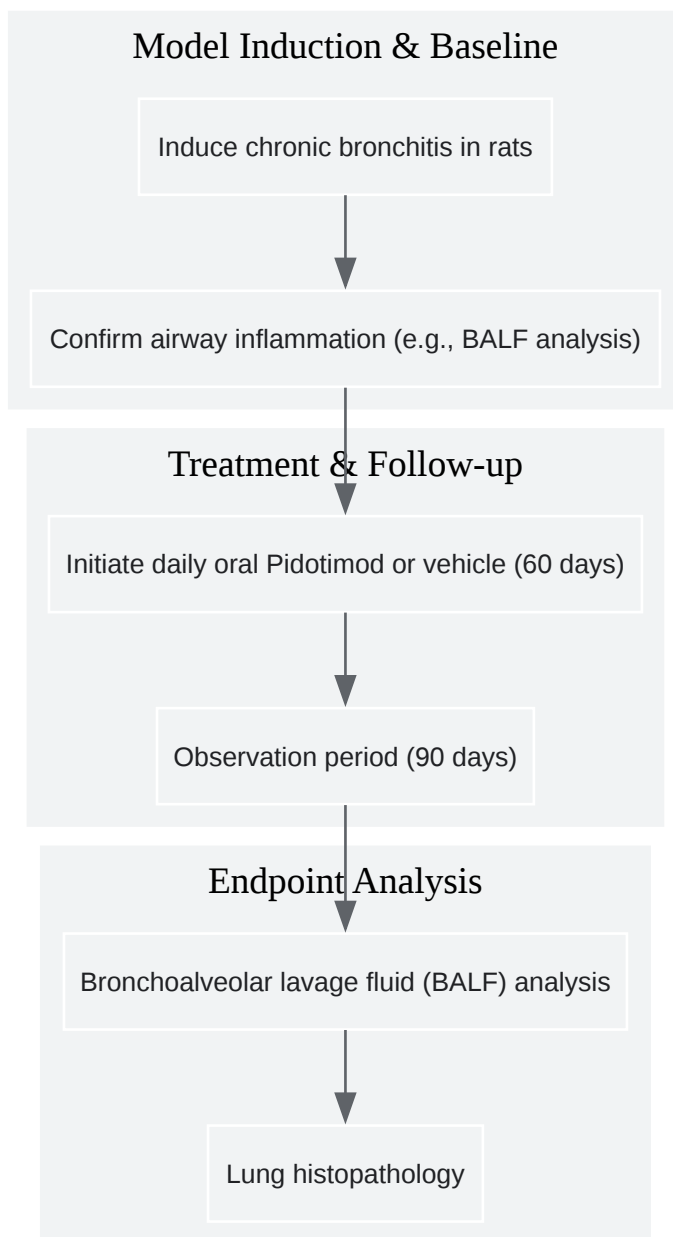 Model Induction & Baseline
Induce chronic bronchitis in rats
Confirm airway inflammation (e.g., BALF analysis)
Treatment & Follow-up
Initiate daily oral Pidotimod or vehicle (60 days)
Observation period (90 days)
Endpoint Analysis
Bronchoalveolar lavage fluid (BALF) analysis
Lung histopathology